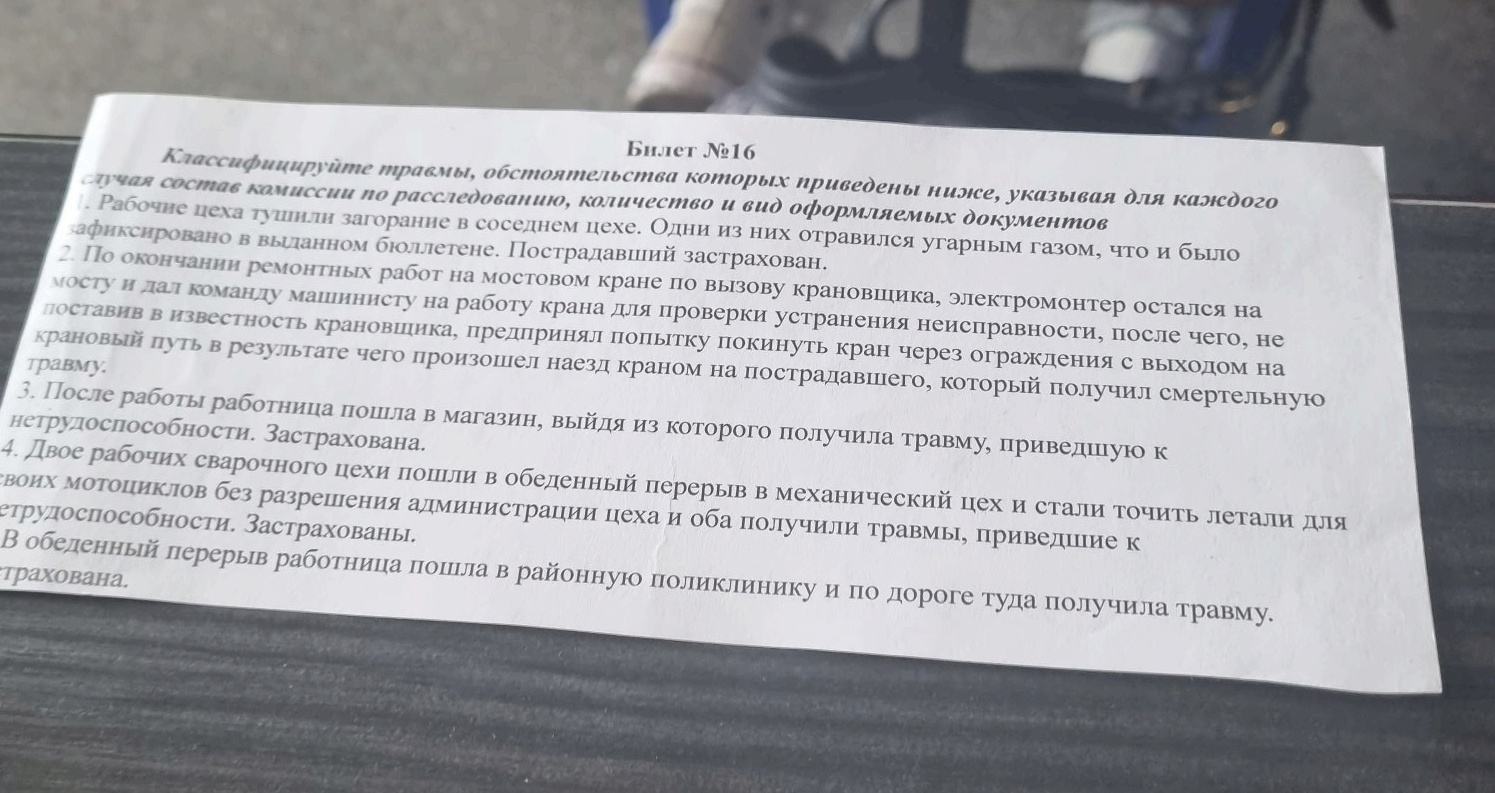 Билет №16
Классифицируйте травмы, обстоятельства которых приведены ниже, указывая для каждого
случая состав комиссии по расследованию, количество и вид оформляемых документов
1. Рабочие цеха тушили загорание в соседнем цехе. Одни из них отравился угарным газом, что и было
зафиксировано в выданном бюллетене. Пострадавший застрахован.
2. По окончании ремонтных работ на мостовом кране по вызову крановщика, электромонтер остался на
мосту и дал команду машинисту на работу крана для проверки устранения неисправности, после чего, не
поставив в известность крановщика, предпринял попытку покинуть кран через ограждения с выходом на
крановый путь в результате чего произошел наезд краном на пострадавшего, который получил смертельную
травму.
3. После работы работница пошла в магазин, выйдя из которого получила травму, приведшую к
нетрудоспособности. Застрахована.
4. Двое рабочих сварочного цехи пошли в обеденный перерыв в механический цех и стали точить летали для
своих мотоциклов без разрешения администрации цеха и оба получили травмы, приведшие к
етрудоспособности. Застрахованы.
В обеденный перерыв работница пошла в районную поликлинику и по дороге туда получила травму.
страхована.